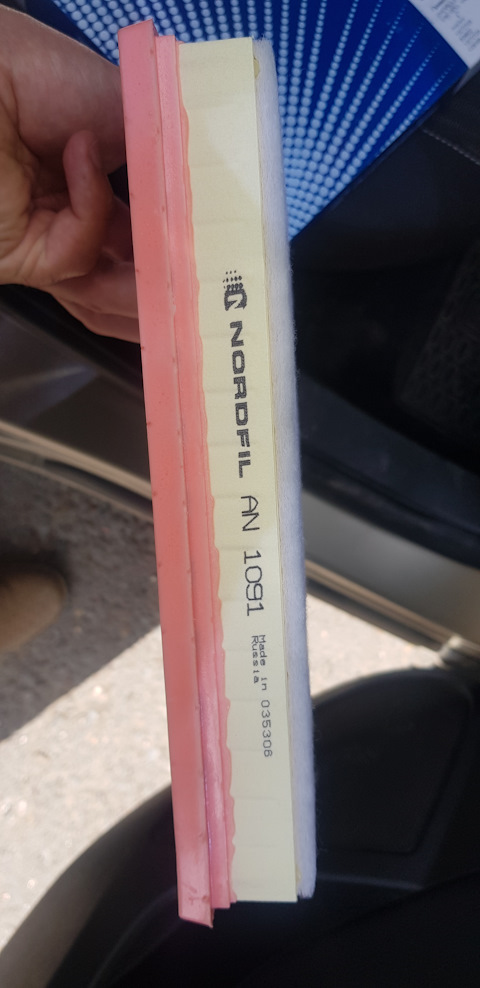 NORDFIL AN 1091
Made in 035308
Russia